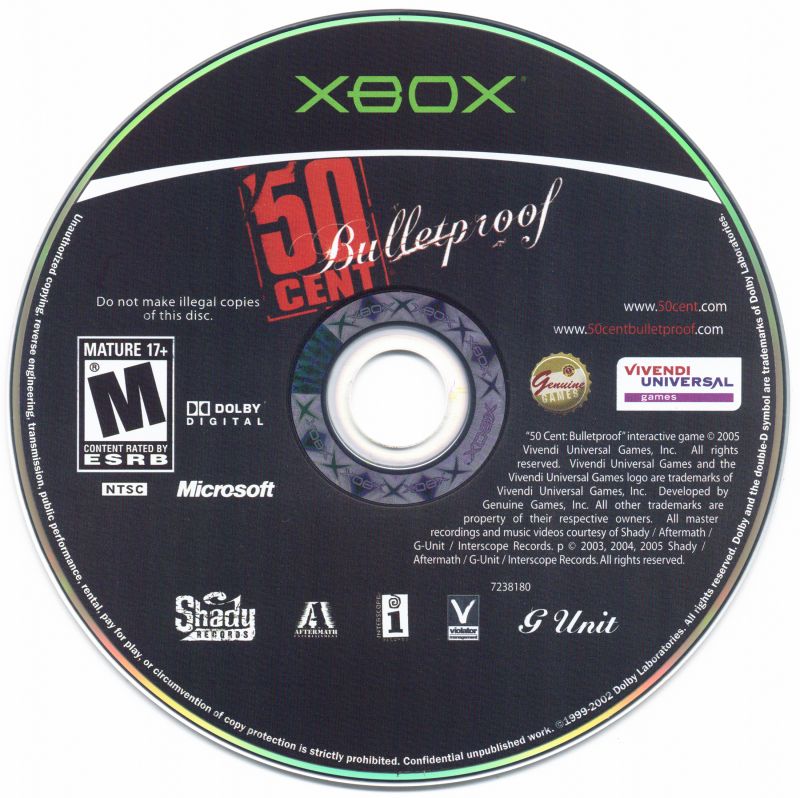 XBOX
50 CENT
Bulletproof
Do not make illegal copies
of this disc.
www.50cent.com
www.50centbulletproof.com
MATURE 17+
M
®
CONTENT RATED BY
ESRB
DOLBY
DIGITAL
Genuine
GAMES
VIVENDI
UNIVERSAL
games
NTSC
Microsoft
XBOX
"50 Cent: Bulletproof" interactive game © 2005
Vivendi Universal Games, Inc. All rights
reserved. Vivendi Universal Games and the
Vivendi Universal Games logo are trademarks of
Vivendi Universal Games, Inc. Developed by
Genuine Games, Inc. All other trademarks are
property of their respective owners. All master
recordings and music videos courtesy of Shady / Aftermath /
G-Unit / Interscope Records. p © 2003, 2004, 2005 Shady /
Aftermath / G-Unit / Interscope Records. All rights reserved.
7238180
Shady
RECORDS
AFTERMATH
ENTERTAINMENT
INTERSCOPE
i
RECORDS
V
violator
management
G Unit
Unauthorized copying, reverse engineering, transmission, public performance, rental, pay for play, or circumvention of copy protection is strictly prohibited. Confidential unpublished work. ©1999-2002 Dolby Laboratories. All rights reserved. Dolby and the double-D symbol are trademarks of Dolby Laboratories.